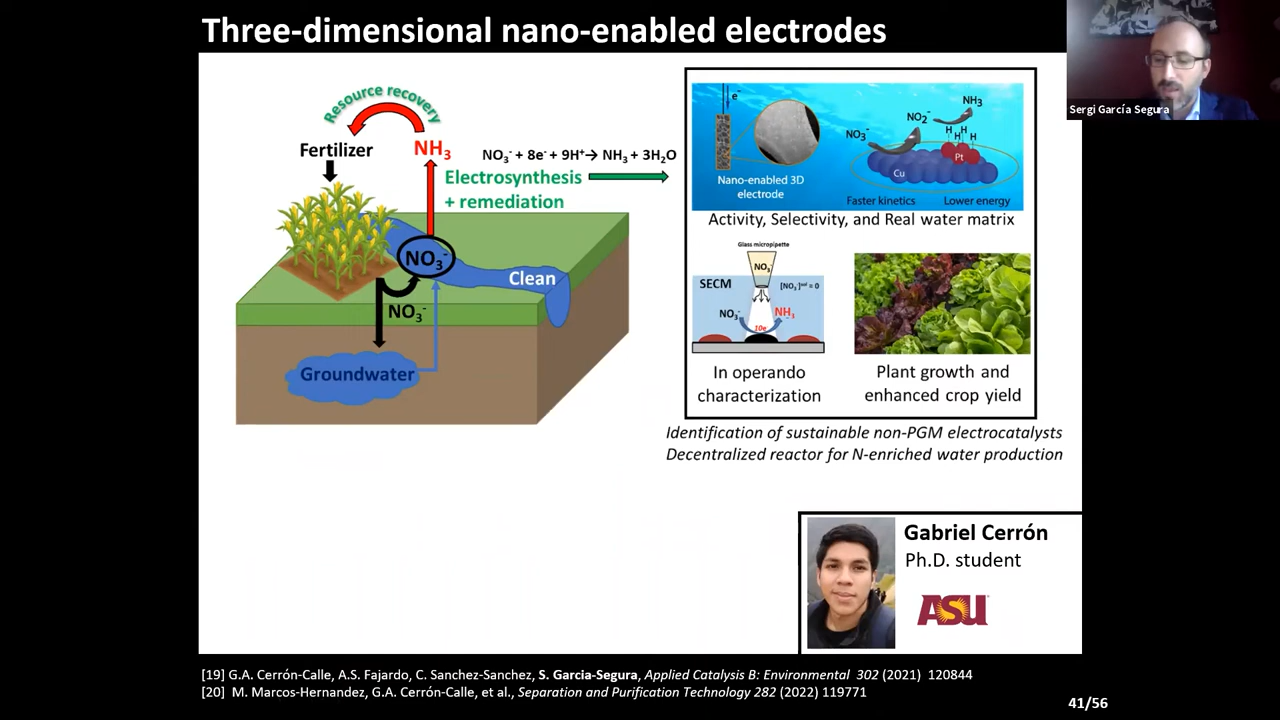 Three-dimensional nano-enabled electrodes
Sergi García Segura
Resource recovery
Fertilizer
NH₃
NO₃⁻ + 8e⁻ + 9H⁺→ NH₃ + 3H₂O
Electrosynthesis
+ remediation
NO₃⁻
Clean
NO₃⁻
Groundwater
e⁻
Nano-enabled 3D
electrode
NO₃⁻
NO₂⁻
NH₃
H H H H
Pt
Cu
Faster kinetics
Lower energy
Activity, Selectivity, and Real water matrix
Glass micropipette
NO₃⁻
SECM
[NO₃⁻]ˢᵒˡ = 0
NO₃⁻
NH₃
10e⁻
In operando
characterization
Plant growth and
enhanced crop yield
Identification of sustainable non-PGM electrocatalysts
Decentralized reactor for N-enriched water production
Gabriel Cerrón
Ph.D. student
ASU
[19] G.A. Cerrón-Calle, A.S. Fajardo, C. Sanchez-Sanchez, S. Garcia-Segura, Applied Catalysis B: Environmental 302 (2021) 120844
[20] M. Marcos-Hernandez, G.A. Cerrón-Calle, et al., Separation and Purification Technology 282 (2022) 119771
41/56